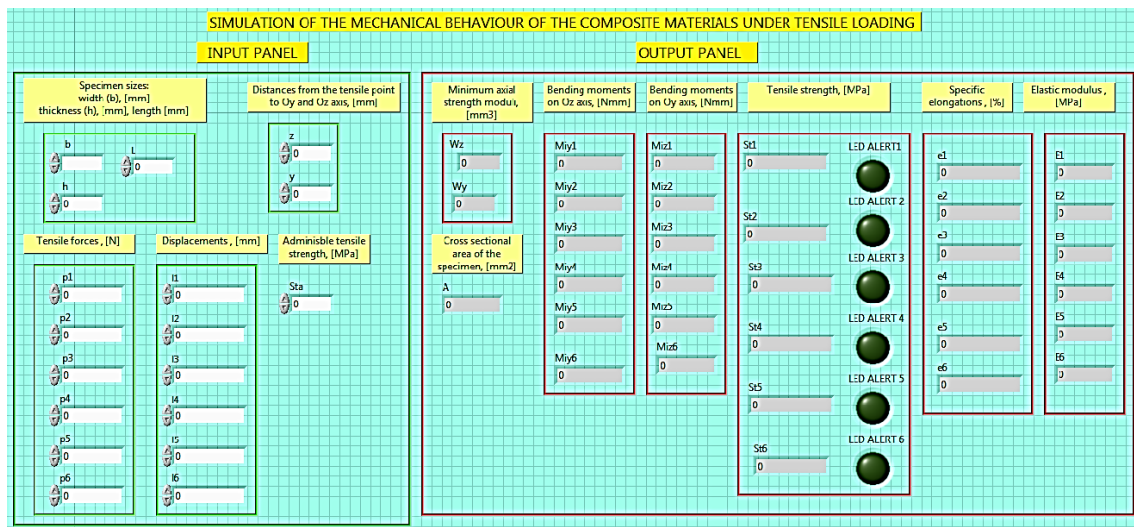 SIMULATION OF THE MECHANICAL BEHAVIOUR OF THE COMPOSITE MATERIALS UNDER TENSILE LOADING
INPUT PANEL
Specimen sizes:
width (b), [mm]
thickness (h), [mm], length [mm]
Distances from the tensile point
to Oy and Oz axis, [mm]
b
0
L
0
h
0
z
0
y
0
Tensile forces , [N]
p1
0
p2
0
p3
0
p4
0
p5
0
p6
0
Displacements , [mm]
l1
0
l2
0
l3
0
l4
0
l5
0
l6
0
Adminisble tensile
strength, [MPa]
Sta
0
OUTPUT PANEL
Minimum axial
strength moduli,
[mm3]
Wz
0
Wy
0
Cross sectional
area of the
specimen, [mm2]
A
0
Bending moments
on Oz axis, [Nmm]
Miy1
0
Miy2
0
Miy3
0
Miy4
0
Miy5
0
Miy6
0
Bending moments
on Oy axis, [Nmm]
Miz1
0
Miz2
0
Miz3
0
Miz4
0
Miz5
0
Miz6
0
Tensile strength, [MPa]
St1
0
LED ALERT1
St2
0
LED ALERT 2
St3
0
LED ALERT 3
St4
0
LED ALERT 4
St5
0
LED ALERT 5
St6
0
LED ALERT 6
Specific
elongations , [%]
e1
0
e2
0
e3
0
e4
0
e5
0
e6
0
Elastic modulus ,
[MPa]
E1
0
E2
0
E3
0
E4
0
E5
0
E6
0